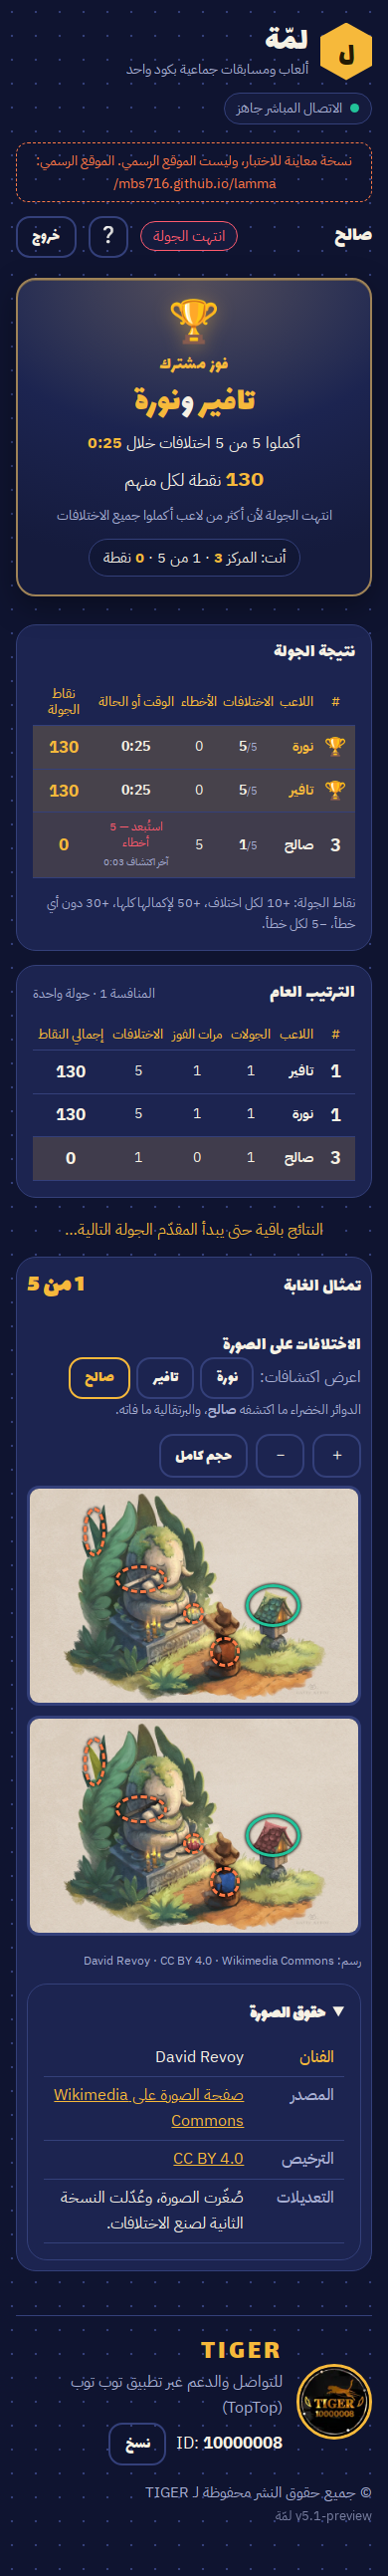 ل
لمّة
ألعاب ومسابقات جماعية بكود واحد
الاتصال المباشر جاهز
نسخة معاينة للاختبار، وليست الموقع الرسمي. الموقع الرسمي:
mbs716.github.io/lamma/
صالح
انتهت الجولة
?
خروج
فوز مشترك
تافير ونورة
أكملوا 5 من 5 اختلافات خلال 0:25
130 نقطة لكل منهم
انتهت الجولة لأن أكثر من لاعب أكملوا جميع الاختلافات
أنت: المركز 3 · 1 من 5 · 0 نقطة
نتيجة الجولة
# اللاعب الاختلافات الأخطاء الوقت أو الحالة نقاط الجولة
نورة 5/5 0 0:25 130
تافير 5/5 0 0:25 130
3 صالح 1/5 5 استُبعد — 5 أخطاء 0
آخر اكتشاف 0:03
نقاط الجولة: +10 لكل اختلاف، +50 لإكمالها كلها، +30 دون أي
خطأ، −5 لكل خطأ.
الترتيب العام
المنافسة 1 · جولة واحدة
# اللاعب الجولات مرات الفوز الاختلافات إجمالي النقاط
1 تافير 1 1 5 130
1 نورة 1 1 5 130
3 صالح 1 0 1 0
النتائج باقية حتى يبدأ المقدّم الجولة التالية...
تمثال الغابة
1 من 5
الاختلافات على الصورة
اعرض اكتشافات: نورة تافير صالح
الدوائر الخضراء ما اكتشفه صالح، والبرتقالية ما فاته.
+ − حجم كامل
رسم: David Revoy · CC BY 4.0 · Wikimedia Commons
▼ حقوق الصورة
الفنان David Revoy
المصدر صفحة الصورة على Wikimedia
Commons
الترخيص CC BY 4.0
التعديلات صُغّرت الصورة، وعُدّلت النسخة
الثانية لصنع الاختلافات.
TIGER
10000008
TIGER
للتواصل والدعم عبر تطبيق توب توب
(TopTop)
ID: 10000008 نسخ
© جميع حقوق النشر محفوظة لـ TIGER
لمّة v5.1-preview